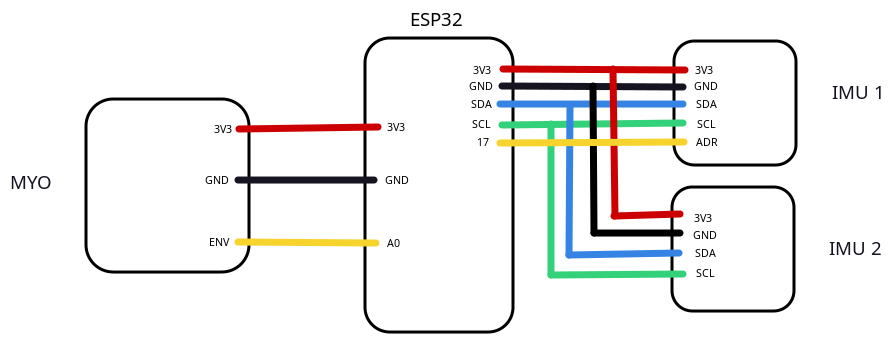 ESP32
MYO
3V3
GND
ENV
3V3
GND
A0
3V3
GND
SDA
SCL
17
3V3
GND
SDA
SCL
ADR
IMU 1
3V3
GND
SDA
SCL
IMU 2